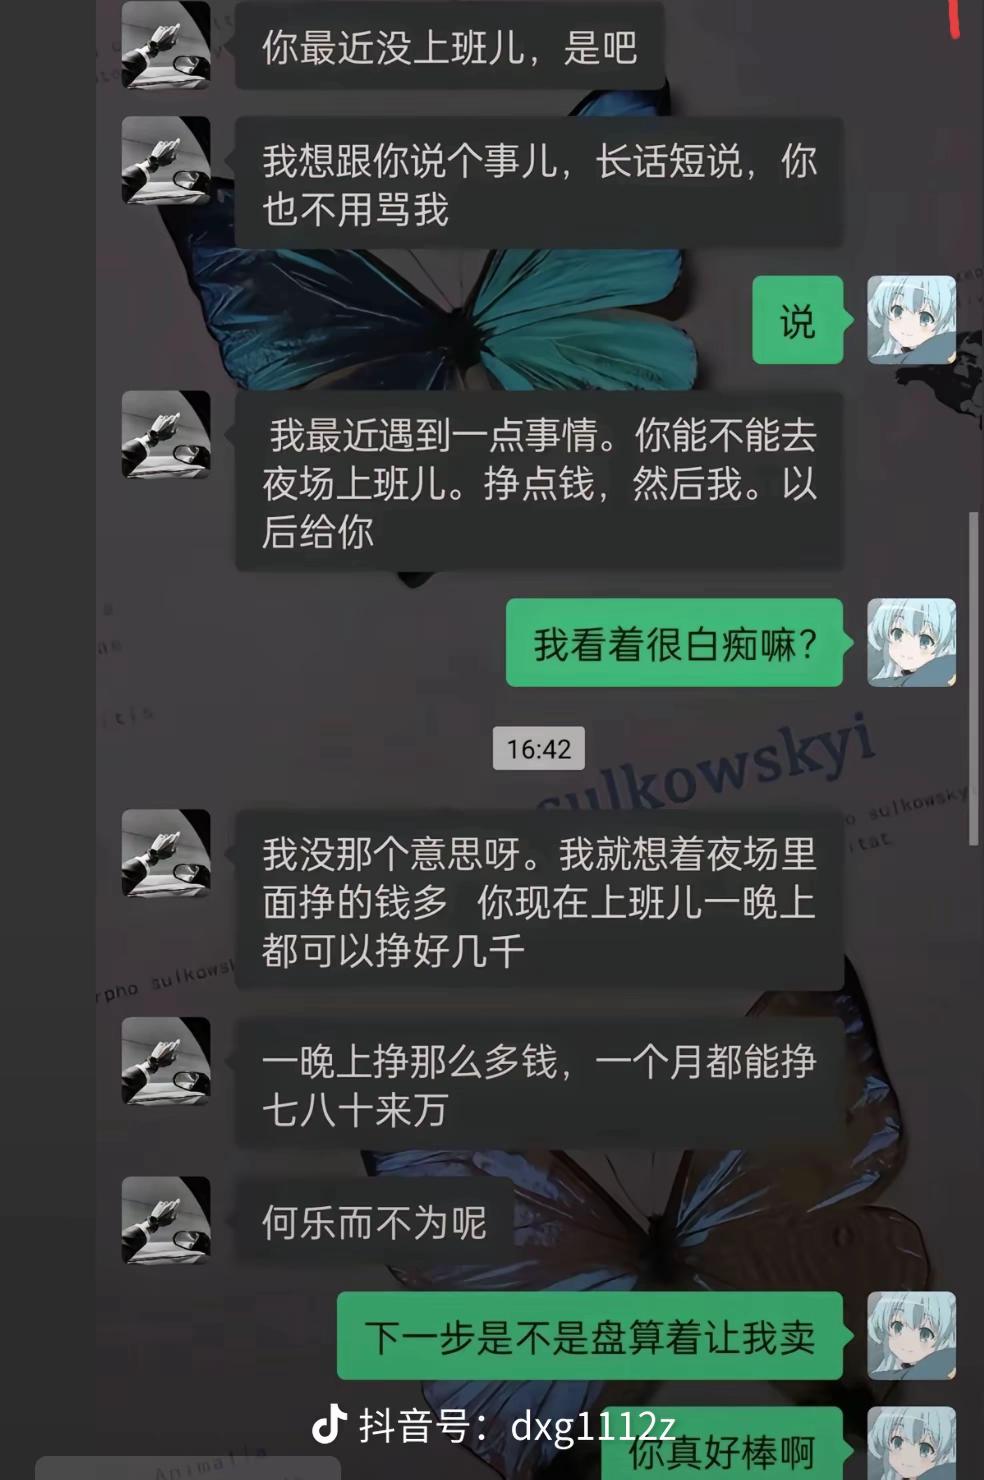 你最近没上班儿，是吧
我想跟你说个事儿，长话短说，你
也不用骂我
说
我最近遇到一点事情。你能不能去
夜场上班儿。挣点钱，然后我。以
后给你
我看着很白痴嘛？
itis
16:42
sulkowskyi
我没那个意思呀。我就想着夜场里
面挣的钱多 你现在上班儿一晚上
都可以挣好几千
一晚上挣那么多钱，一个月都能挣
七八十来万
何乐而不为呢
下一步是不是盘算着让我卖
抖音号：dxg1112z
你真好棒啊
Animalia